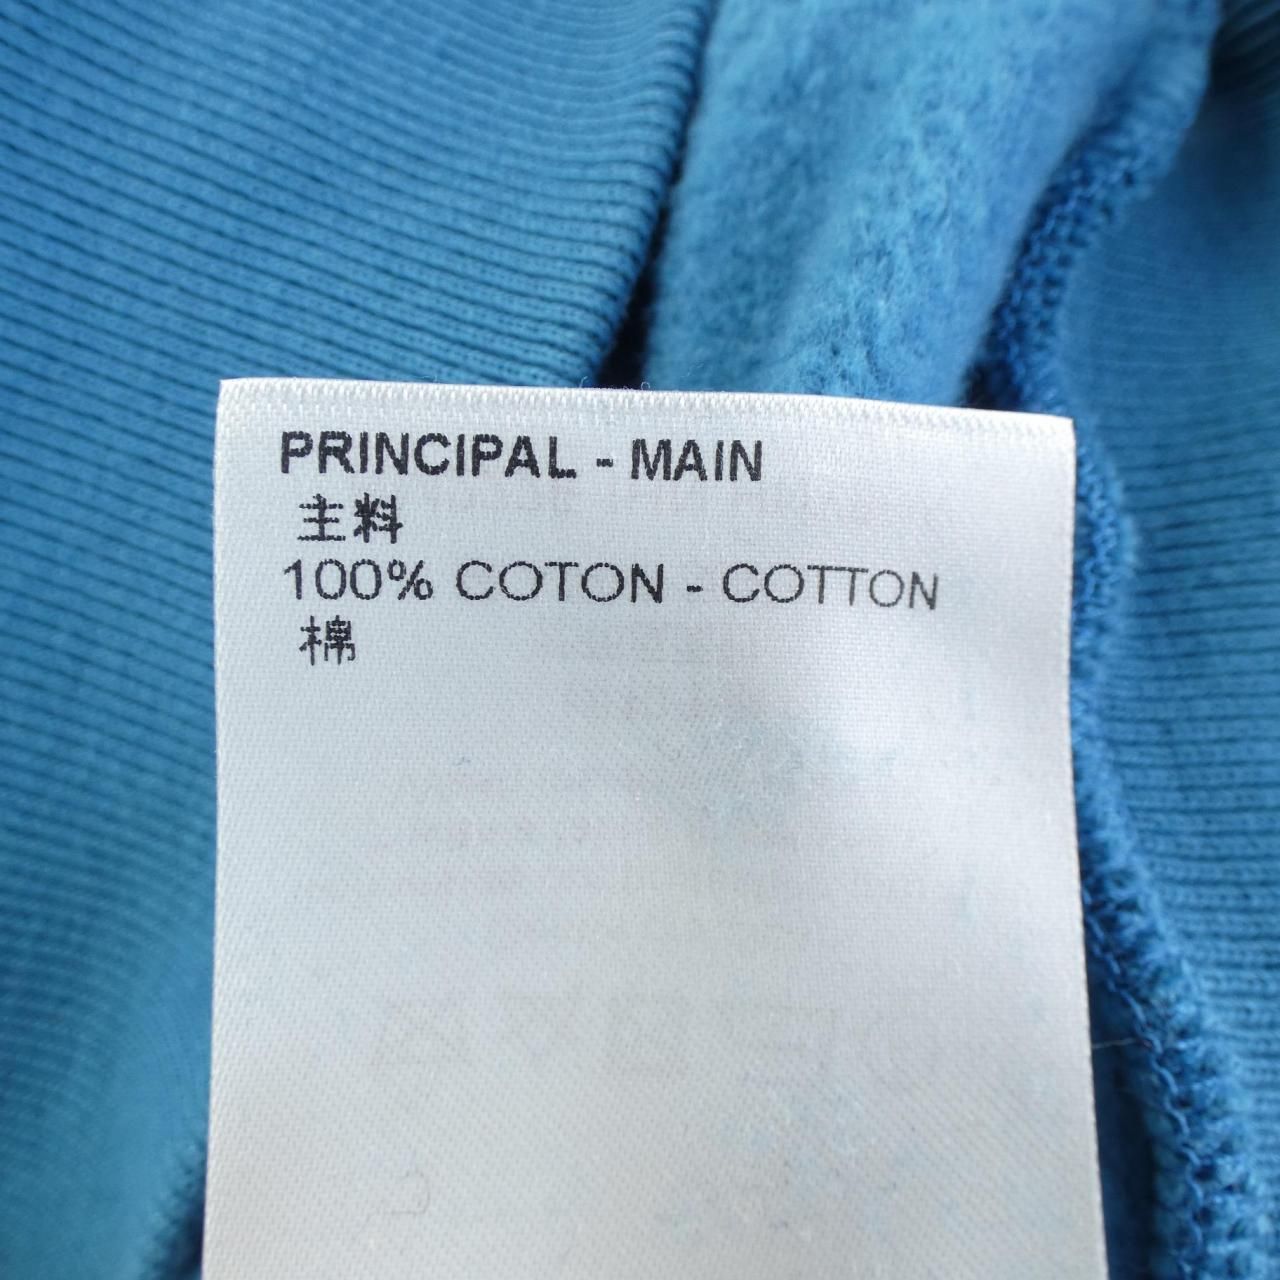 PRINCIPAL - MAIN
主料
100% COTON - COTTON
棉